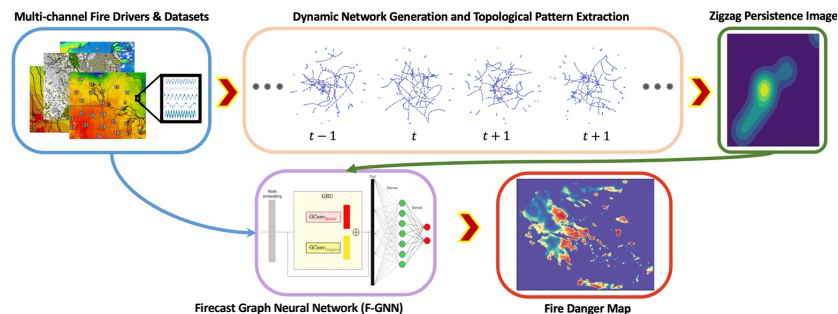 Multi-channel Fire Drivers & Datasets
Dynamic Network Generation and Topological Pattern Extraction
Zigzag Persistence Image
t − 1
t
t + 1
t + 1
Node
embedding
GRU
GConv
GConv
Flat
Dense
Dense
Firecast Graph Neural Network (F-GNN)
Fire Danger Map